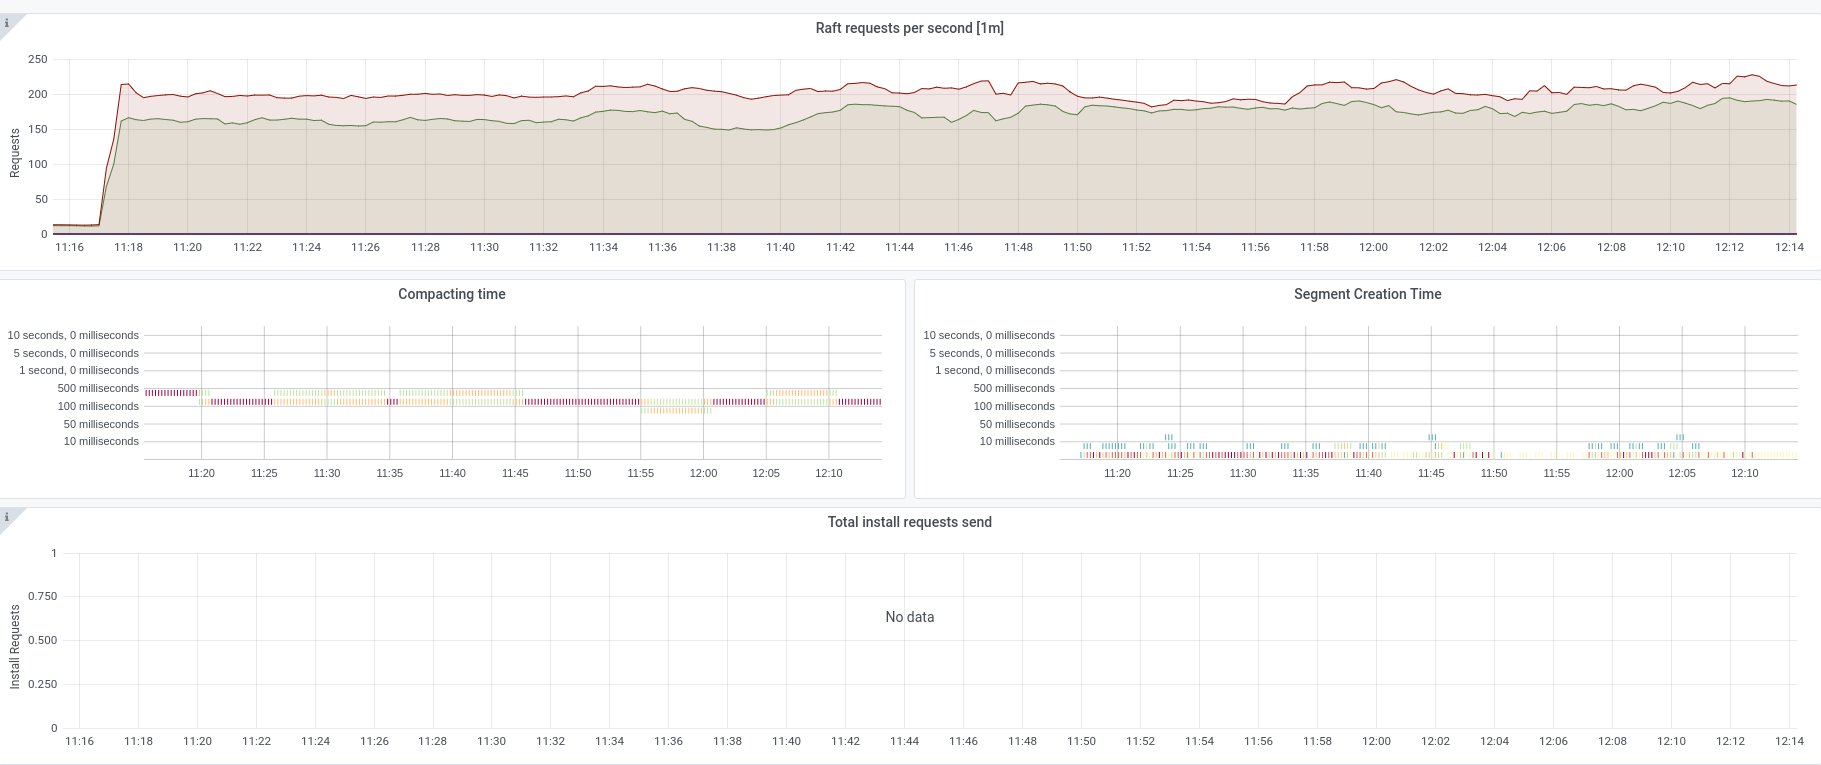 i
Raft requests per second [1m]
Requests
250
200
150
100
50
0
11:16 11:18 11:20 11:22 11:24 11:26 11:28 11:30 11:32 11:34 11:36 11:38 11:40 11:42 11:44 11:46 11:48 11:50 11:52 11:54 11:56 11:58 12:00 12:02 12:04 12:06 12:08 12:10 12:12 12:14
Compacting time
10 seconds, 0 milliseconds
5 seconds, 0 milliseconds
1 second, 0 milliseconds
500 milliseconds
100 milliseconds
50 milliseconds
10 milliseconds
11:20 11:25 11:30 11:35 11:40 11:45 11:50 11:55 12:00 12:05 12:10
Segment Creation Time
10 seconds, 0 milliseconds
5 seconds, 0 milliseconds
1 second, 0 milliseconds
500 milliseconds
100 milliseconds
50 milliseconds
10 milliseconds
11:20 11:25 11:30 11:35 11:40 11:45 11:50 11:55 12:00 12:05 12:10
i
Total install requests send
Install Requests
1
0.750
0.500
0.250
0
No data
11:16 11:18 11:20 11:22 11:24 11:26 11:28 11:30 11:32 11:34 11:36 11:38 11:40 11:42 11:44 11:46 11:48 11:50 11:52 11:54 11:56 11:58 12:00 12:02 12:04 12:06 12:08 12:10 12:12 12:14